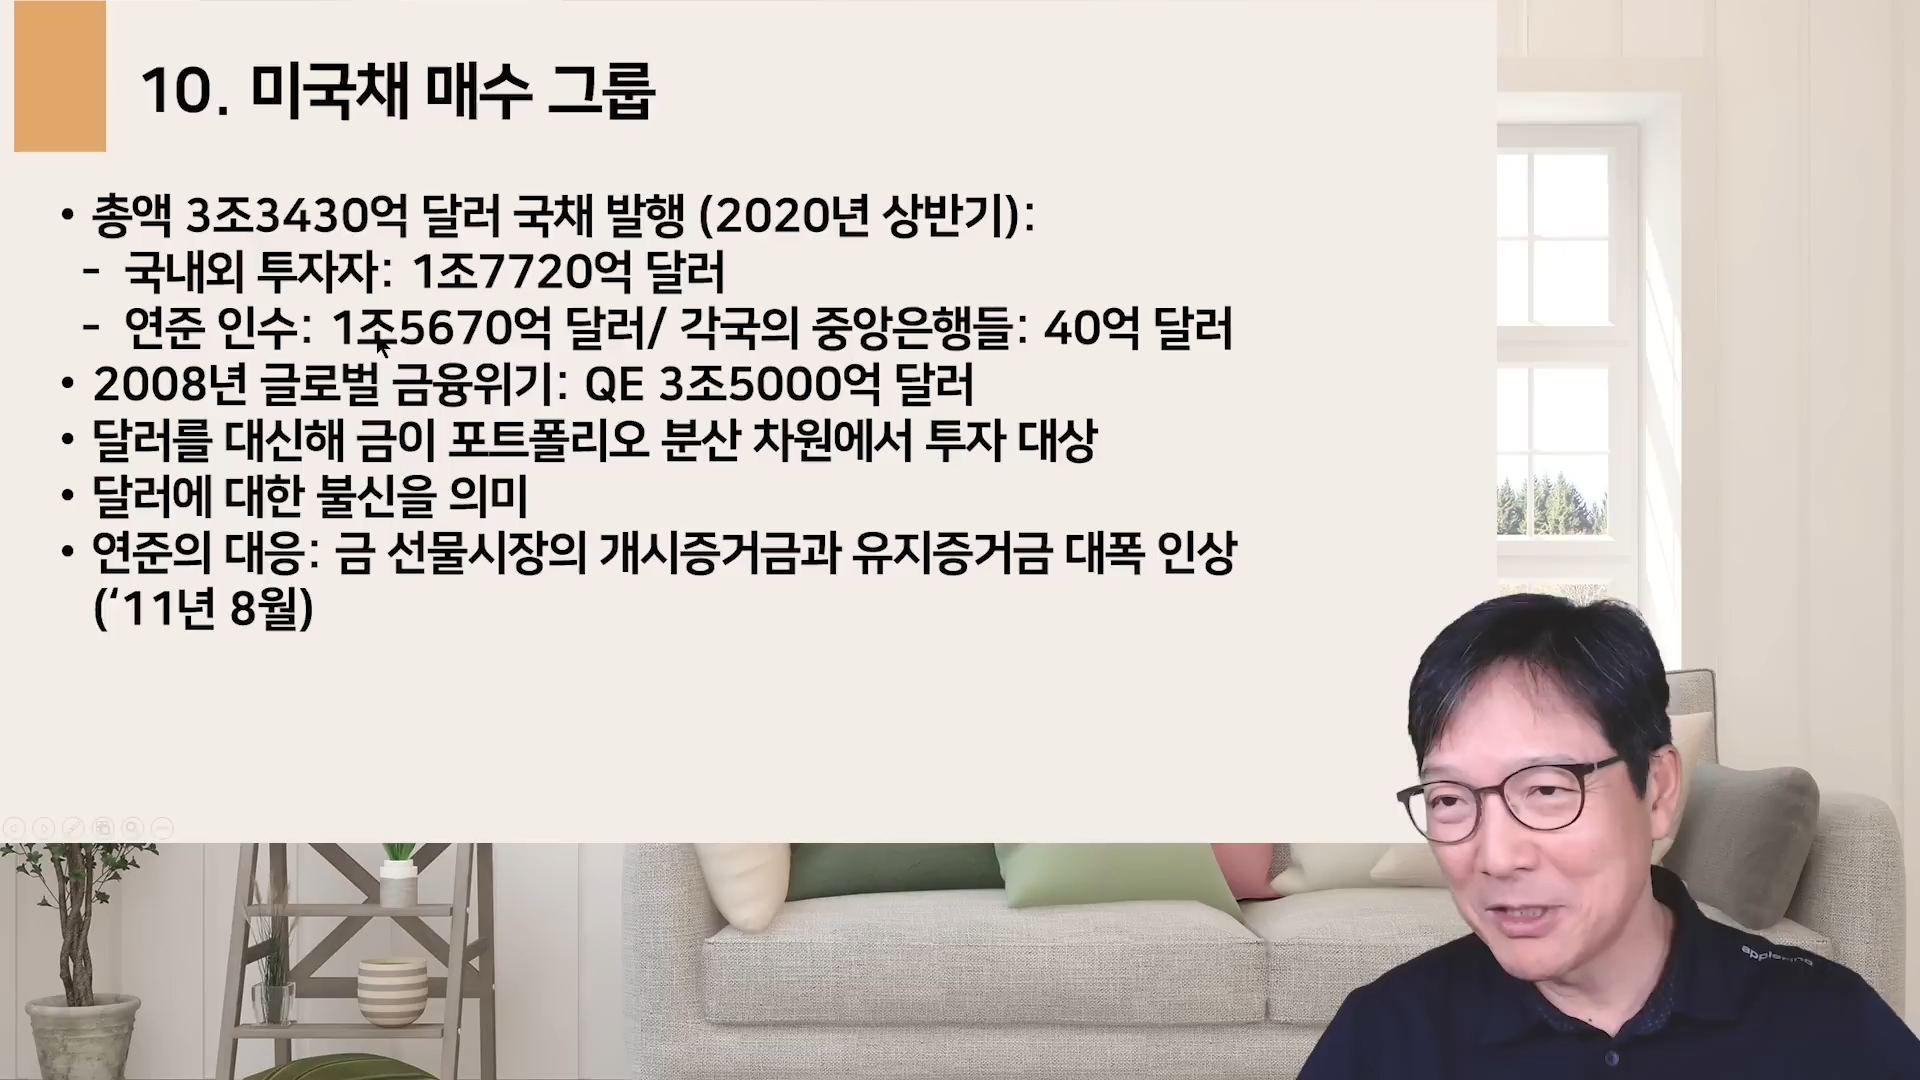 10. 미국채 매수 그룹
• 총액 3조3430억 달러 국채 발행 (2020년 상반기):
- 국내외 투자자: 1조7720억 달러
- 연준 인수: 1조5670억 달러/ 각국의 중앙은행들: 40억 달러
• 2008년 글로벌 금융위기: QE 3조5000억 달러
• 달러를 대신해 금이 포트폴리오 분산 차원에서 투자 대상
• 달러에 대한 불신을 의미
• 연준의 대응: 금 선물시장의 개시증거금과 유지증거금 대폭 인상
(‘11년 8월)